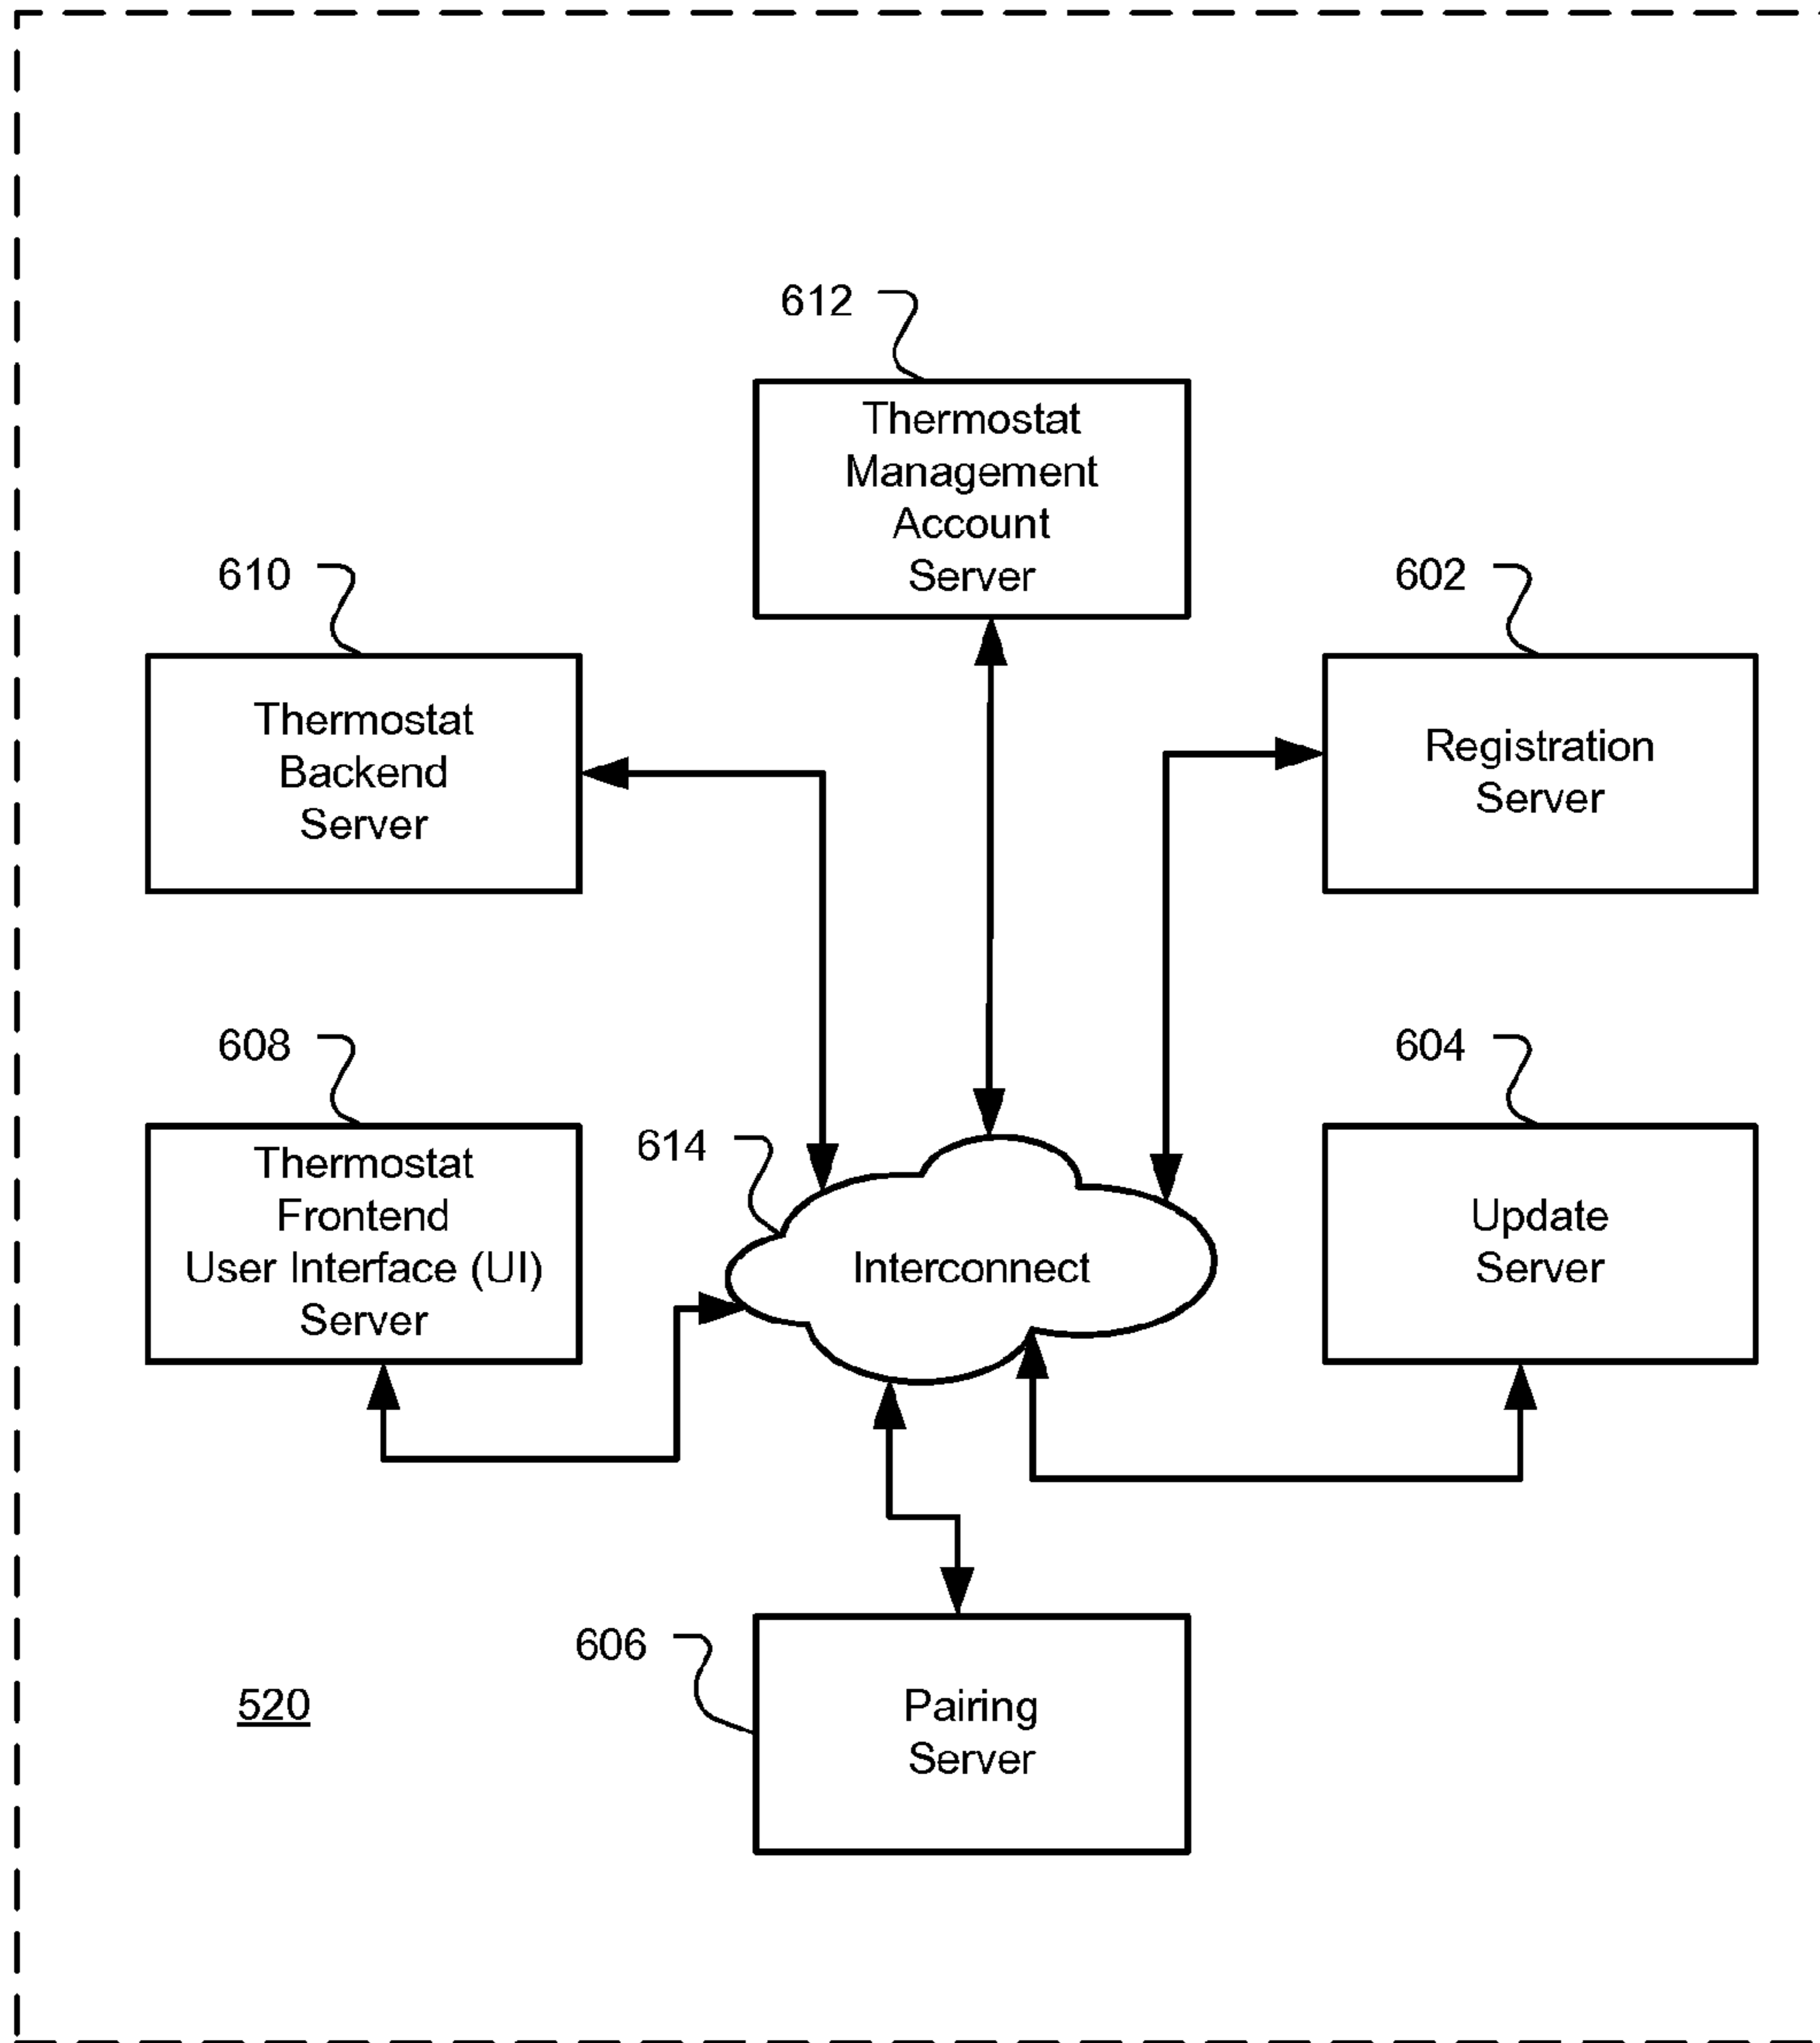 612
Thermostat
Management
Account
Server
610
Thermostat
Backend
Server
602
Registration
Server
608
Thermostat
Frontend
User Interface (UI)
Server
614
Interconnect
604
Update
Server
606
Pairing
Server
520